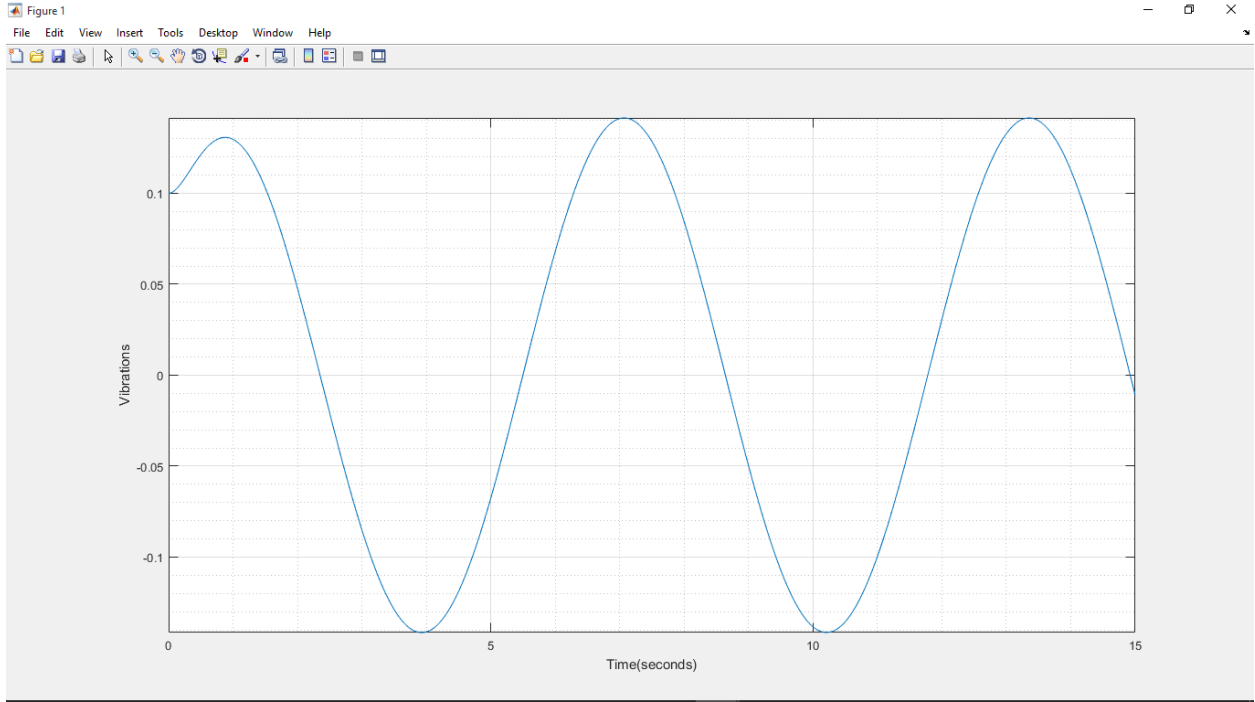 Figure 1
File Edit View Insert Tools Desktop Window Help
0.1
0.05
0
-0.05
-0.1
Vibrations
0 5 10 15
Time(seconds)